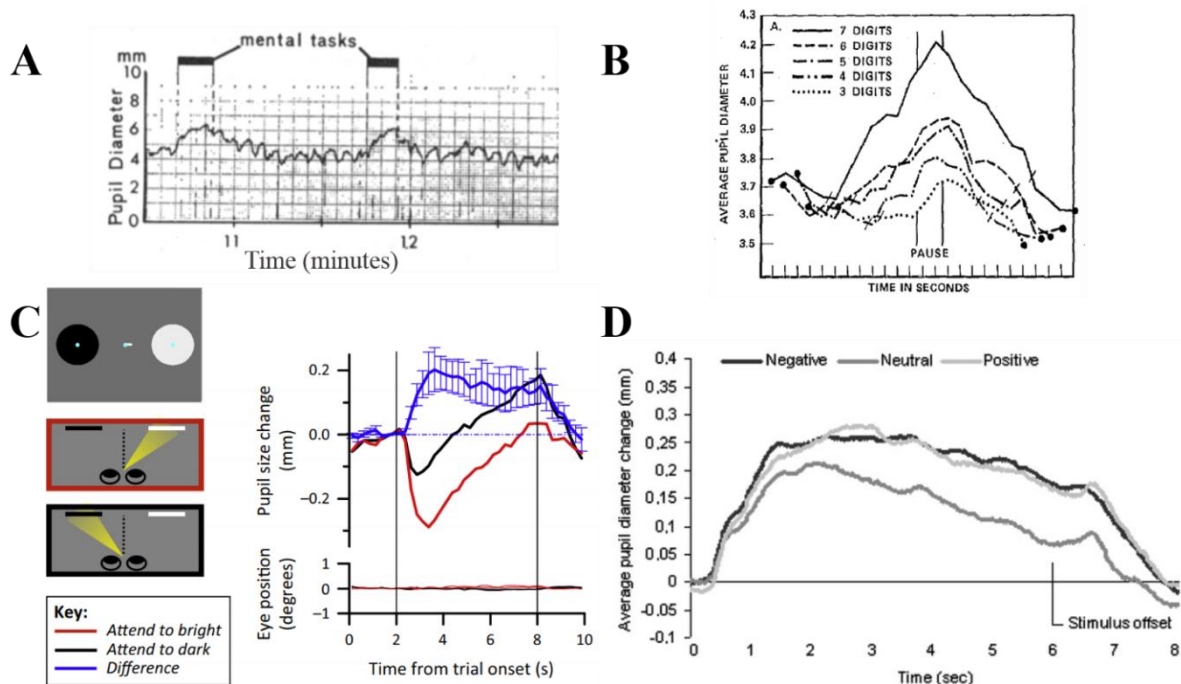 A
mental tasks
mm
10
8
6
4
2
0
Pupil Diameter
11
12
Time (minutes)
B
4.3
A.
7 DIGITS
6 DIGITS
5 DIGITS
4 DIGITS
3 DIGITS
4.2
4.1
4.0
3.9
3.8
3.7
3.6
3.5
AVERAGE PUPIL DIAMETER
PAUSE
TIME IN SECONDS
C
Key:
Attend to bright
Attend to dark
Difference
Pupil size change
(mm)
0.2
0.0
−0.2
Eye position
(degrees)
1
0
−1
0 2 4 6 8 10
Time from trial onset (s)
D
Negative Neutral Positive
Average pupil diameter change (mm)
0,4
0,35
0,3
0,25
0,2
0,15
0,1
0,05
0
-0.05
-0.1
Stimulus offset
0 1 2 3 4 5 6 7 8
Time (sec)